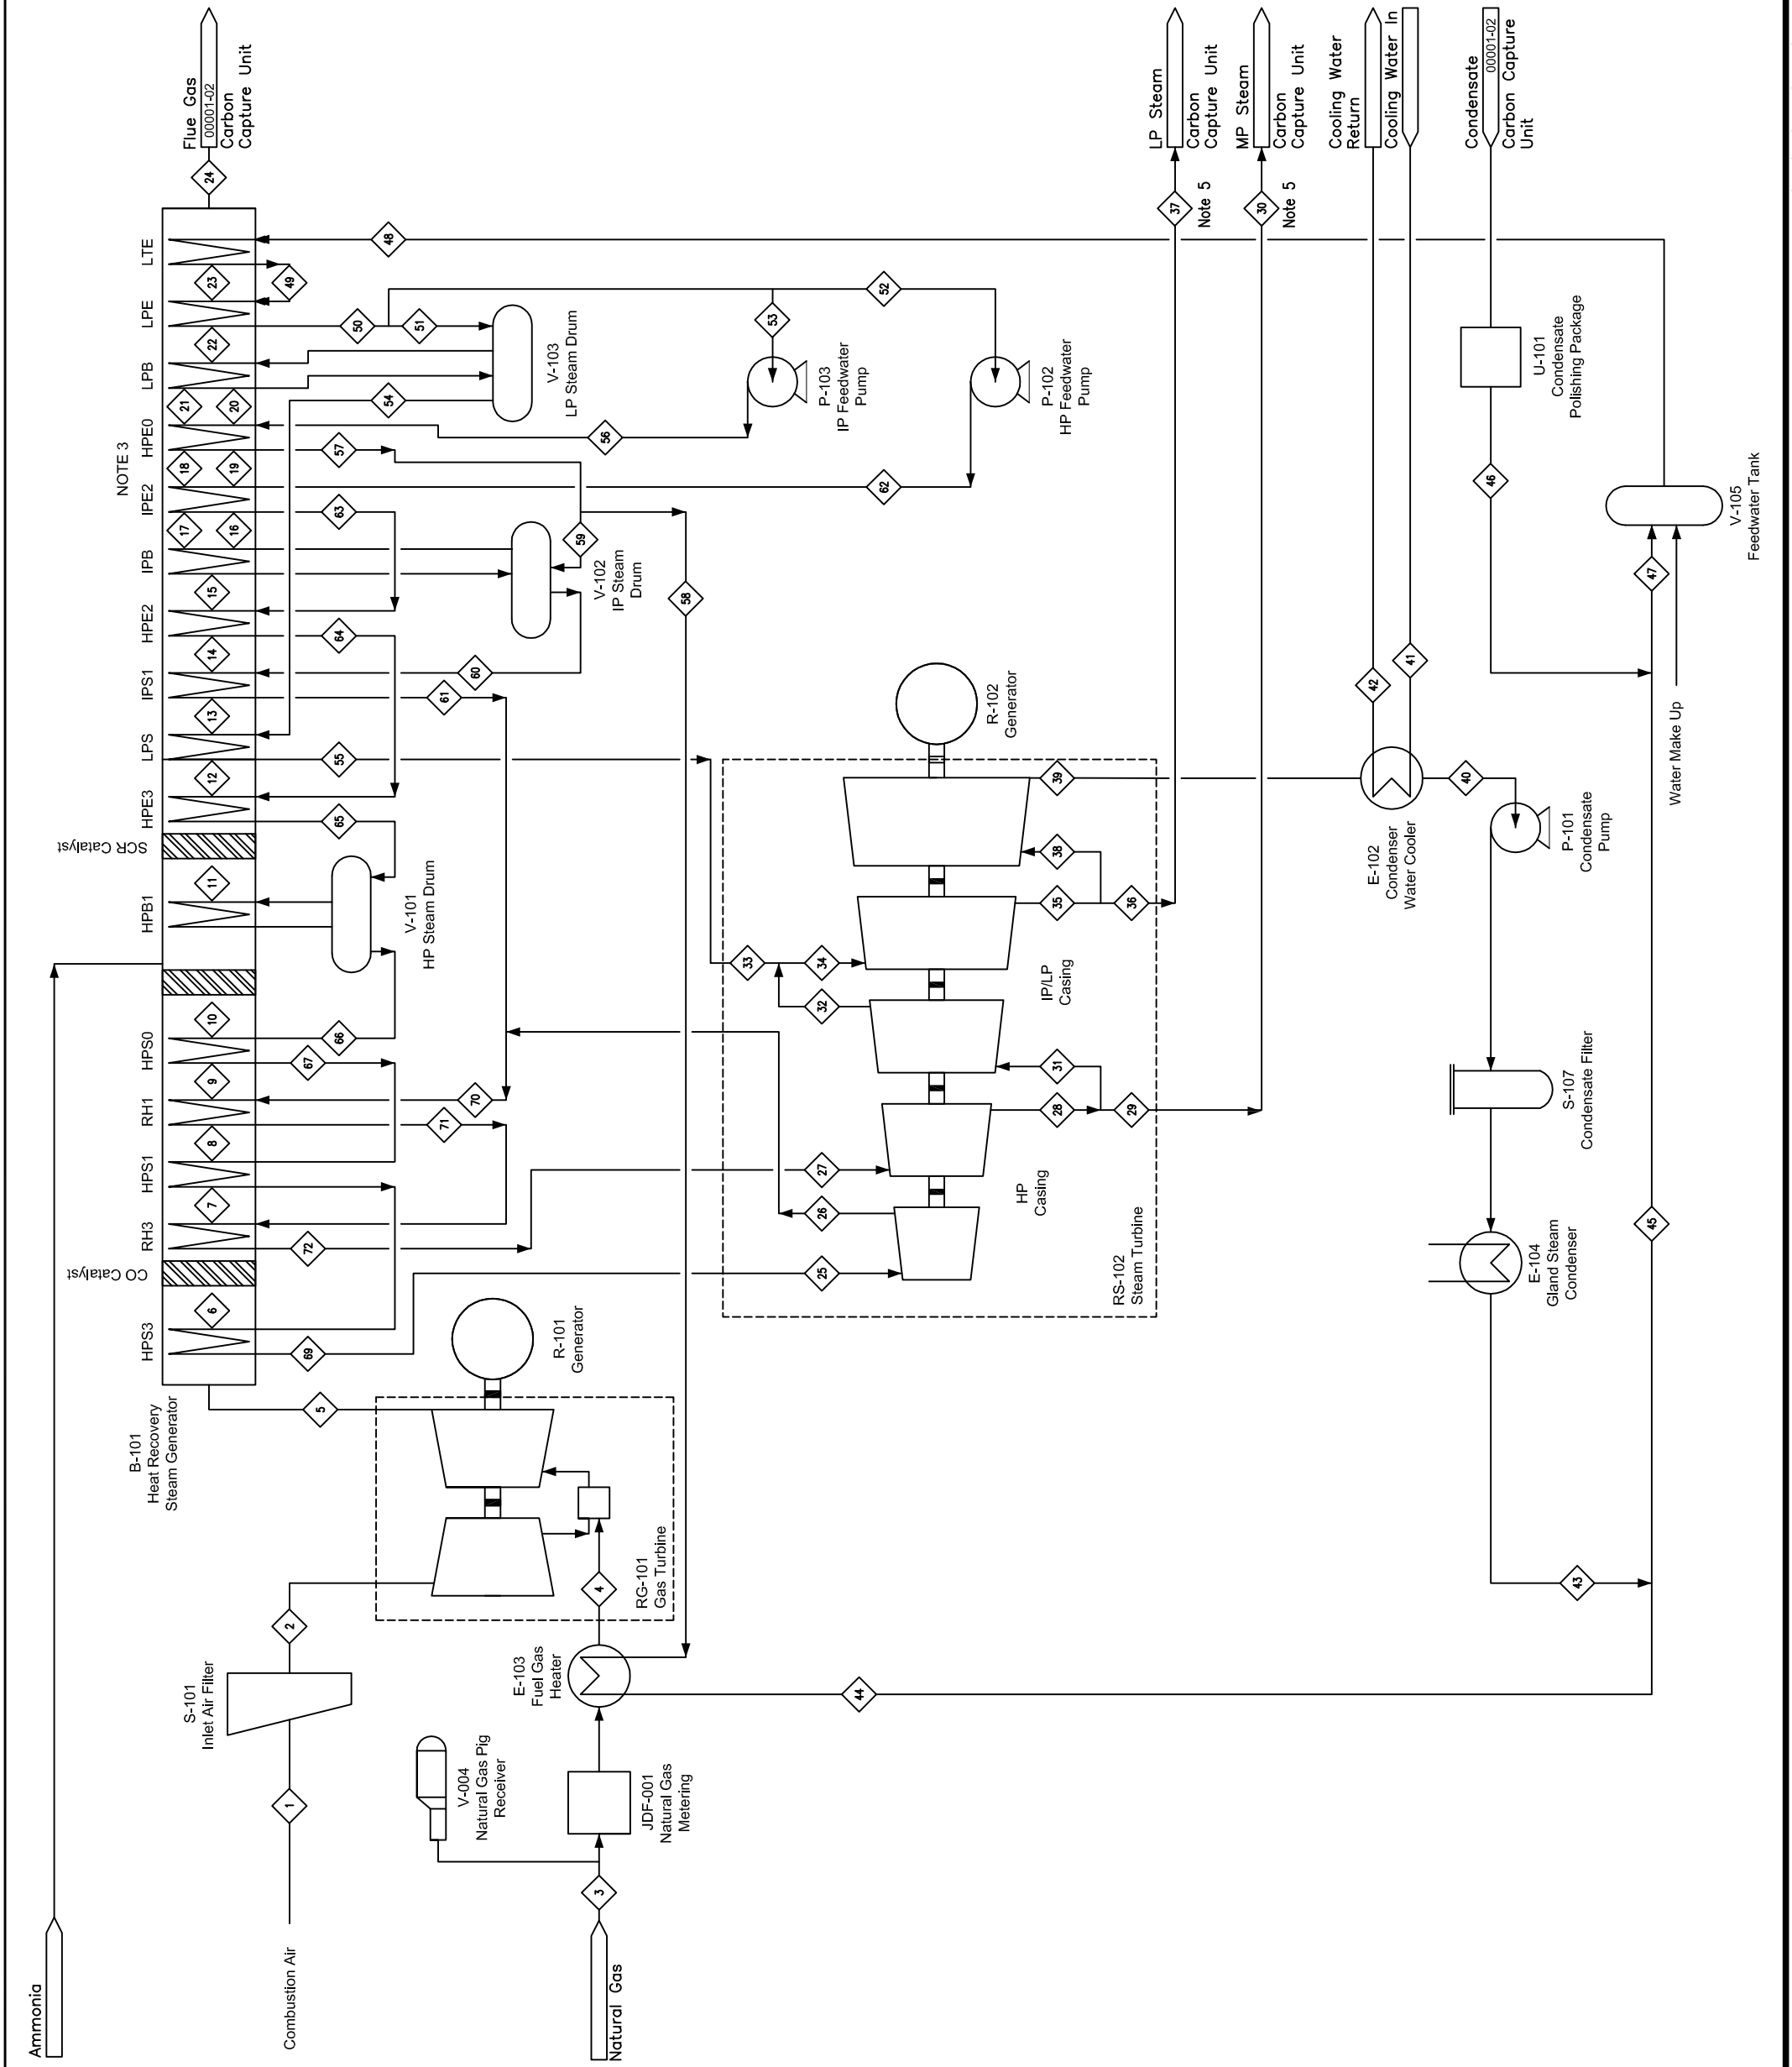 Ammonia
Combustion Air
Natural Gas
1
2
3
4
5
S-101
Inlet Air Filter
V-004
Natural Gas Pig
Receiver
JDF-001
Natural Gas
Metering
E-103
Fuel Gas
Heater
RG-101
Gas Turbine
R-101
Generator
B-101
Heat Recovery
Steam Generator
HPS3
CO Catalyst
RH3
HPS1
RH1
HPS0
HPB1
SCR Catalyst
HPE3
LPS
IPS1
HPE2
IPB
IPE2
NOTE 3
HPE0
LPB
LPE
LTE
6
7
8
9
10
11
12
13
14
15
16
17
18
19
20
21
22
23
24
Flue Gas
00001-02
Carbon
Capture Unit
69
72
71
70
67
66
65
55
61
60
64
63
57
54
50
51
49
48
V-101
HP Steam Drum
V-102
IP Steam
Drum
59
58
V-103
LP Steam Drum
56
53
52
62
P-103
IP Feedwater
Pump
P-102
HP Feedwater
Pump
25
26
27
28
29
31
32
33
34
35
36
38
39
HP
Casing
IP/LP
Casing
RS-102
Steam Turbine
R-102
Generator
37
Note 5
LP Steam
Carbon
Capture Unit
30
Note 5
MP Steam
Carbon
Capture Unit
Cooling Water
Return
Cooling Water In
Condensate
00001-02
Carbon Capture
Unit
42
41
E-102
Condenser
Water Cooler
40
P-101
Condensate
Pump
S-107
Condensate Filter
E-104
Gland Steam
Condenser
43
44
45
46
47
U-101
Condensate
Polishing Package
Water Make Up
V-105
Feedwater Tank